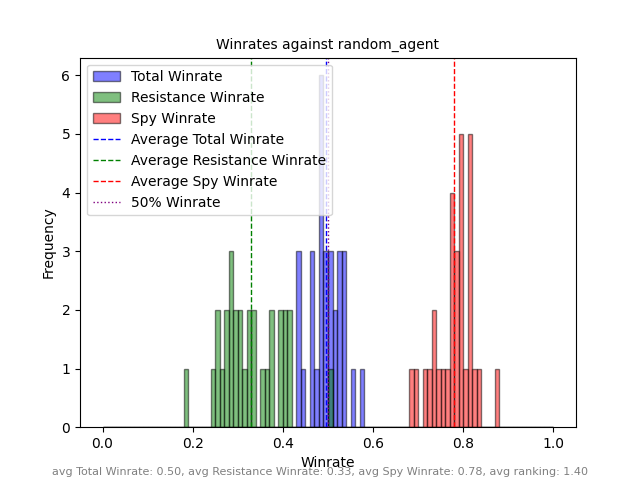 Winrates against random_agent
6
5
4
3
2
1
0
Frequency
Total Winrate
Resistance Winrate
Spy Winrate
Average Total Winrate
Average Resistance Winrate
Average Spy Winrate
50% Winrate
0.0 0.2 0.4 0.6 0.8 1.0
Winrate
avg Total Winrate: 0.50, avg Resistance Winrate: 0.33, avg Spy Winrate: 0.78, avg ranking: 1.40